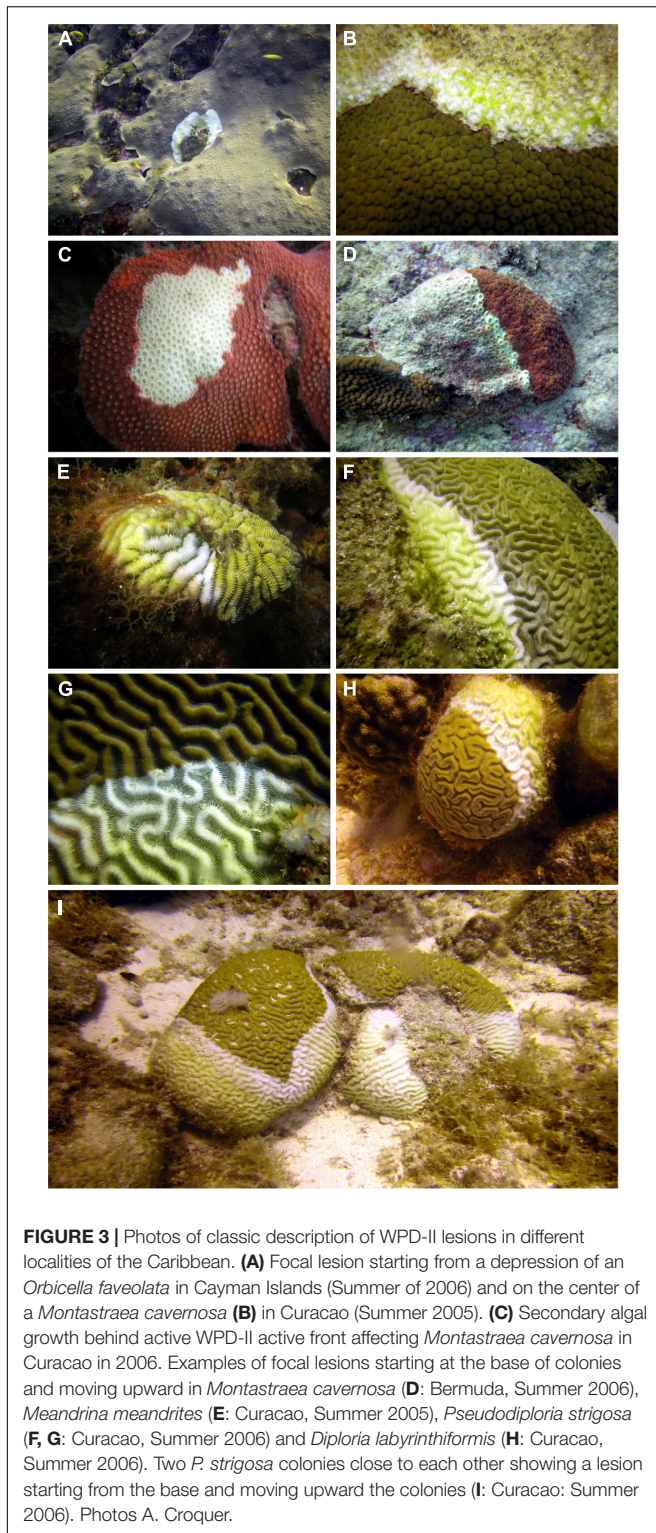 A
B
C
D
E
F
G
H
I
FIGURE 3 | Photos of classic description of WPD-II lesions in different
localities of the Caribbean. (A) Focal lesion starting from a depression of an
Orbicella faveolata in Cayman Islands (Summer of 2006) and on the center of
a Montastraea cavernosa (B) in Curacao (Summer 2005). (C) Secondary algal
growth behind active WPD-II active front affecting Montastraea cavernosa in
Curacao in 2006. Examples of focal lesions starting at the base of colonies
and moving upward in Montastraea cavernosa (D: Bermuda, Summer 2006),
Meandrina meandrites (E: Curacao, Summer 2005), Pseudodiploria strigosa
(F, G: Curacao, Summer 2006) and Diploria labyrinthiformis (H: Curacao,
Summer 2006). Two P. strigosa colonies close to each other showing a lesion
starting from the base and moving upward the colonies (I: Curacao: Summer
2006). Photos A. Croquer.